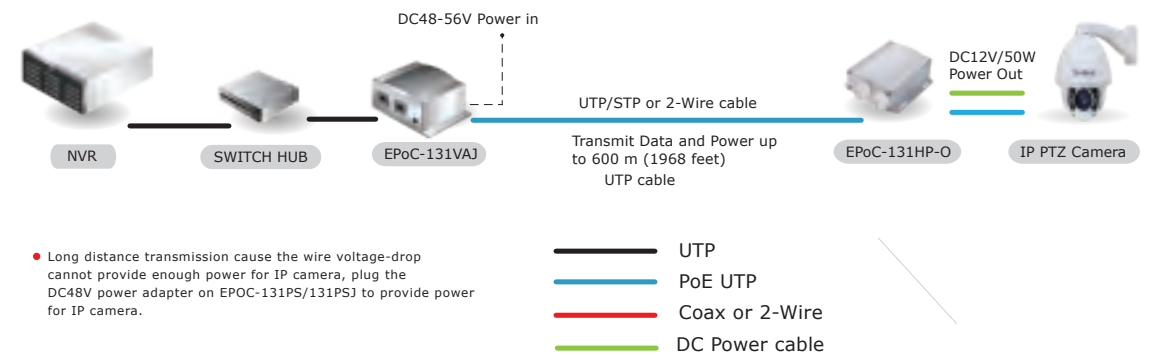 DC48-56V Power in
DC12V/50W
Power Out
UTP/STP or 2-Wire cable
Transmit Data and Power up
to 600 m (1968 feet)
UTP cable
NVR
SWITCH HUB
EPoC-131VAJ
EPoC-131HP-O
IP PTZ Camera
Long distance transmission cause the wire voltage-drop
cannot provide enough power for IP camera, plug the
DC48V power adapter on EPOC-131PS/131PSJ to provide power
for IP camera.
UTP
PoE UTP
Coax or 2-Wire
DC Power cable